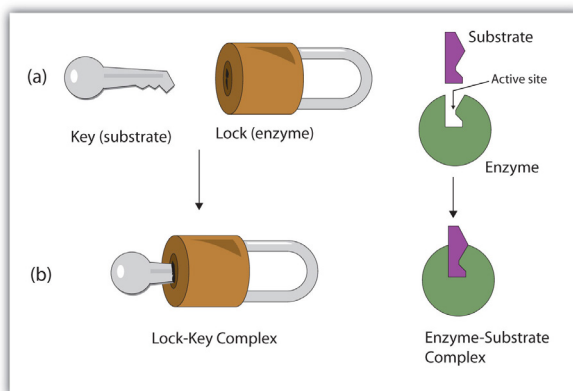 Substrate
(a)
Active site
Key (substrate)
Lock (enzyme)
Enzyme
(b)
Lock-Key Complex
Enzyme-Substrate
Complex